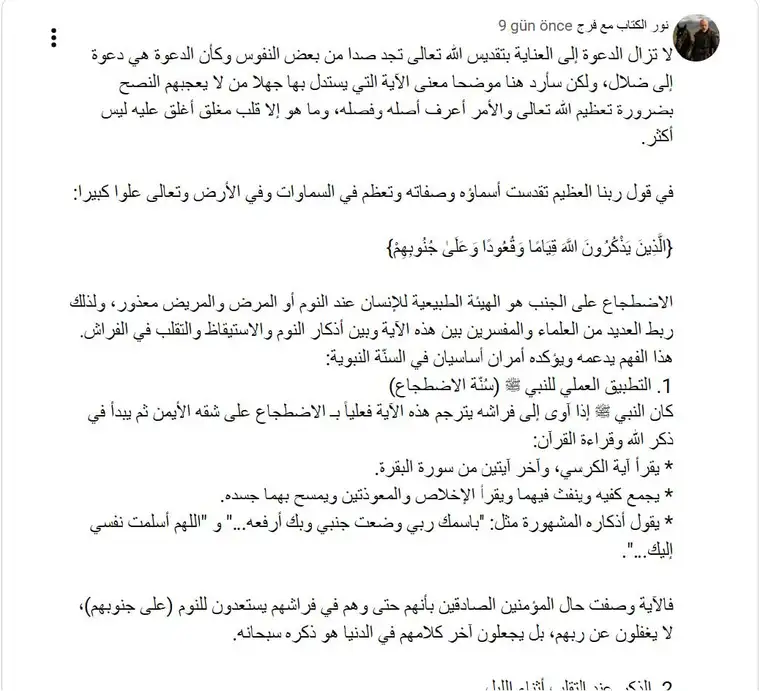 نور الكتاب مع فرج 9 gün önce
لا تزال الدعوة إلى العناية بتقديس الله تعالى تجد صدا من بعض النفوس وكأن الدعوة هي دعوة
إلى ضلال، ولكن سأرد هنا موضحا معنى الآية التي يستدل بها جهلا من لا يعجبهم النصح
بضرورة تعظيم الله تعالى والأمر أعرف أصله وفصله، وما هو إلا قلب مغلق أغلق عليه ليس
أكثر.
في قول ربنا العظيم تقدست أسماؤه وصفاته وتعظم في السماوات وفي الأرض وتعالى علوا كبيرا:
{الَّذِينَ يَذْكُرُونَ اللَّهَ قِيَامًا وَقُعُودًا وَعَلَىٰ جُنُوبِهِمْ}
الاضطجاع على الجنب هو الهيئة الطبيعية للإنسان عند النوم أو المرض والمريض معذور، ولذلك
ربط العديد من العلماء والمفسرين بين هذه الآية وبين أذكار النوم والاستيقاظ والتقلب في الفراش.
هذا الفهم يدعمه ويؤكده أمران أساسيان في السنّة النبوية:
1. التطبيق العملي للنبي ﷺ (سُنّة الاضطجاع)
كان النبي ﷺ إذا آوى إلى فراشه يترجم هذه الآية فعلياً بـ الاضطجاع على شقه الأيمن ثم يبدأ في
ذكر الله وقراءة القرآن:
* يقرأ آية الكرسي، وآخر آيتين من سورة البقرة.
* يجمع كفيه وينفث فيهما ويقرأ الإخلاص والمعوذتين ويمسح بهما جسده.
* يقول أذكاره المشهورة مثل: "باسمك ربي وضعت جنبي وبك أرفعه..." و "اللهم أسلمت نفسي
إليك...".
فالآية وصفت حال المؤمنين الصادقين بأنهم حتى وهم في فراشهم يستعدون للنوم (على جنوبهم)،
لا يغفلون عن ربهم، بل يجعلون آخر كلامهم في الدنيا هو ذكره سبحانه.
2. الذكر عند التقلب أثناء الليل